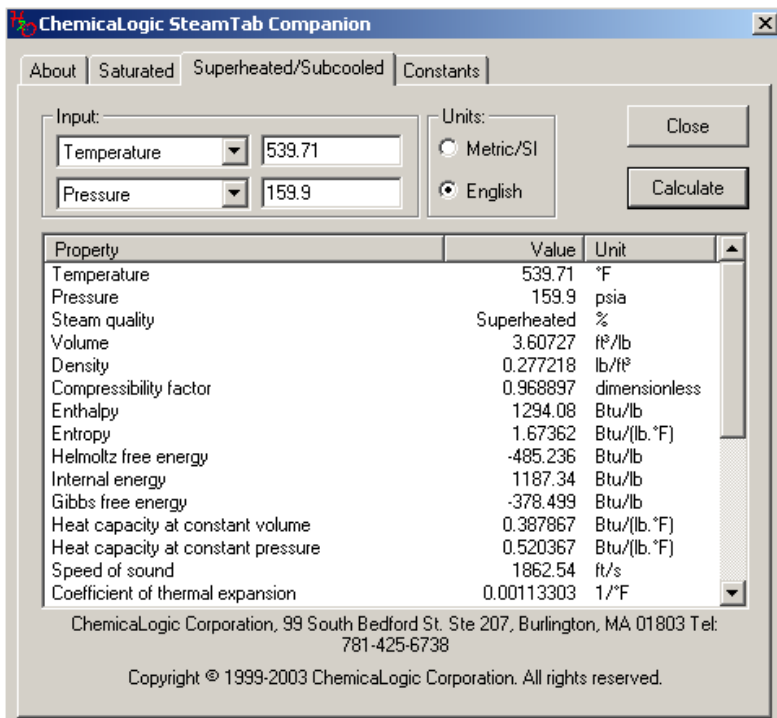 H2O ChemicaLogic SteamTab Companion
About Saturated Superheated/Subcooled Constants
Input: Units:
Temperature 539.71 Metric/SI Close
Pressure 159.9 English Calculate
Property Value Unit
Temperature 539.71 °F
Pressure 159.9 psia
Steam quality Superheated %
Volume 3.60727 ft³/lb
Density 0.277218 lb/ft³
Compressibility factor 0.968897 dimensionless
Enthalpy 1294.08 Btu/lb
Entropy 1.67362 Btu/(lb.°F)
Helmoltz free energy -485.236 Btu/lb
Internal energy 1187.34 Btu/lb
Gibbs free energy -378.499 Btu/lb
Heat capacity at constant volume 0.387867 Btu/(lb.°F)
Heat capacity at constant pressure 0.520367 Btu/(lb.°F)
Speed of sound 1862.54 ft/s
Coefficient of thermal expansion 0.00113303 1/°F
ChemicaLogic Corporation, 99 South Bedford St. Ste 207, Burlington, MA 01803 Tel:
781-425-6738
Copyright © 1999-2003 ChemicaLogic Corporation. All rights reserved.